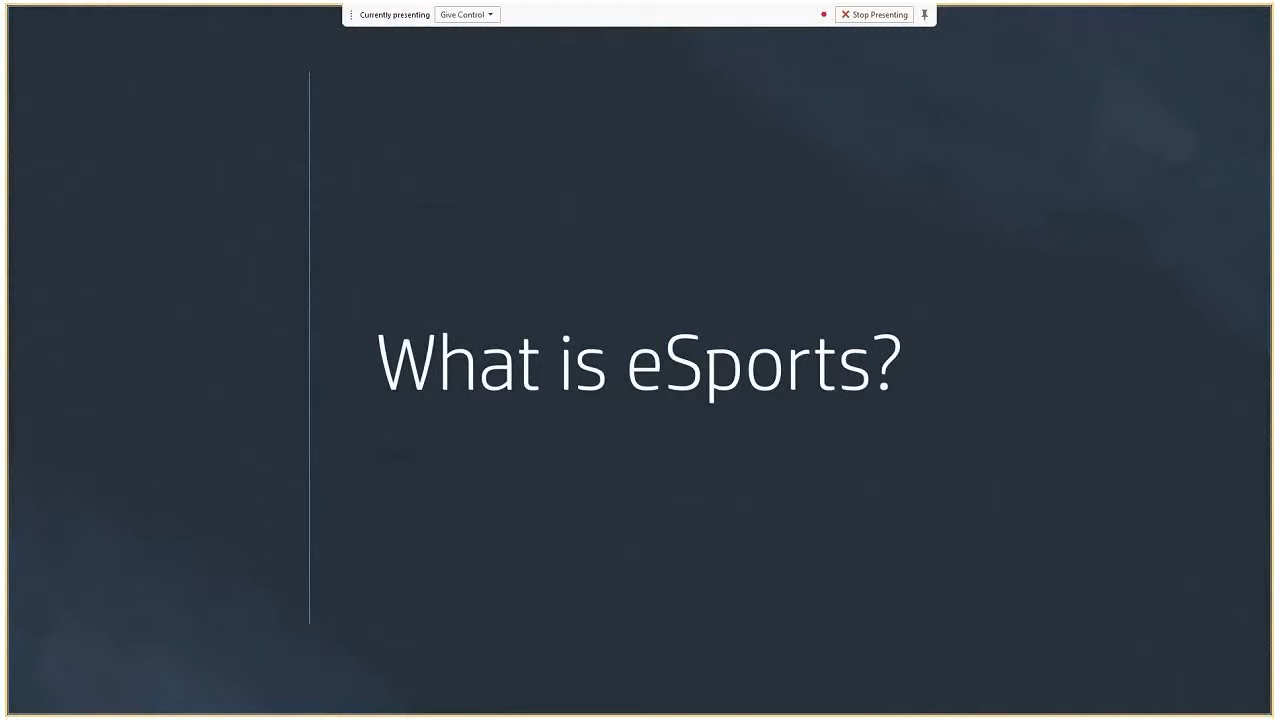 Currently presenting Give Control Stop Presenting
What is eSports?